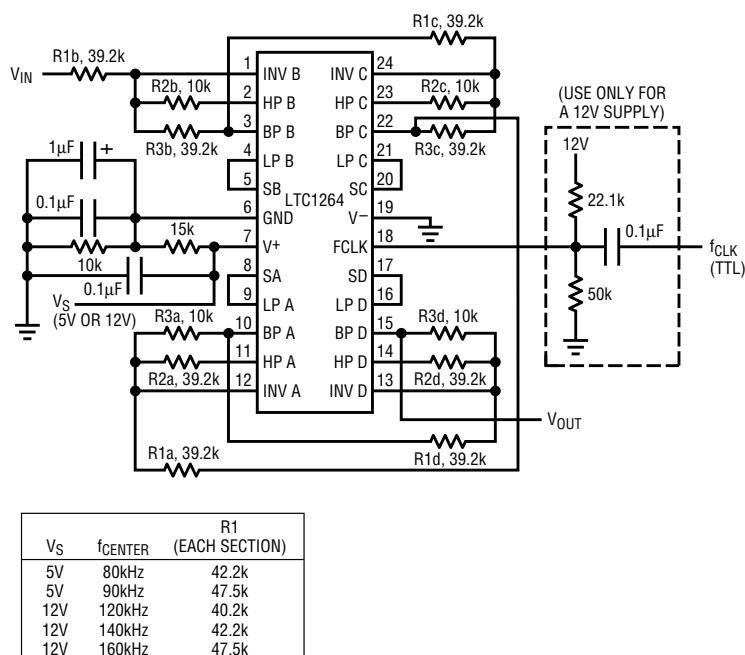 R1c, 39.2k
R1b, 39.2k
VIN
1 INV B INV C 24
R2b, 10k
2 HP B HP C 23
R2c, 10k
3 BP B BP C 22
R3b, 39.2k
R3c, 39.2k
4 LP B LP C 21
5 SB SC 20
LTC1264
6 GND V– 19
7 V+ FCLK 18
8 SA SD 17
9 LP A LP D 16
10 BP A BP D 15
11 HP A HP D 14
12 INV A INV D 13
1µF +
0.1µF
15k
10k
0.1µF
VS
(5V OR 12V)
R3a, 10k
R3d, 10k
R2a, 39.2k
R2d, 39.2k
R1a, 39.2k
R1d, 39.2k
VOUT
(USE ONLY FOR
A 12V SUPPLY)
12V
22.1k
0.1µF
50k
fCLK
(TTL)
VS fCENTER R1 (EACH SECTION)
5V 80kHz 42.2k
5V 90kHz 47.5k
12V 120kHz 40.2k
12V 140kHz 42.2k
12V 160kHz 47.5k